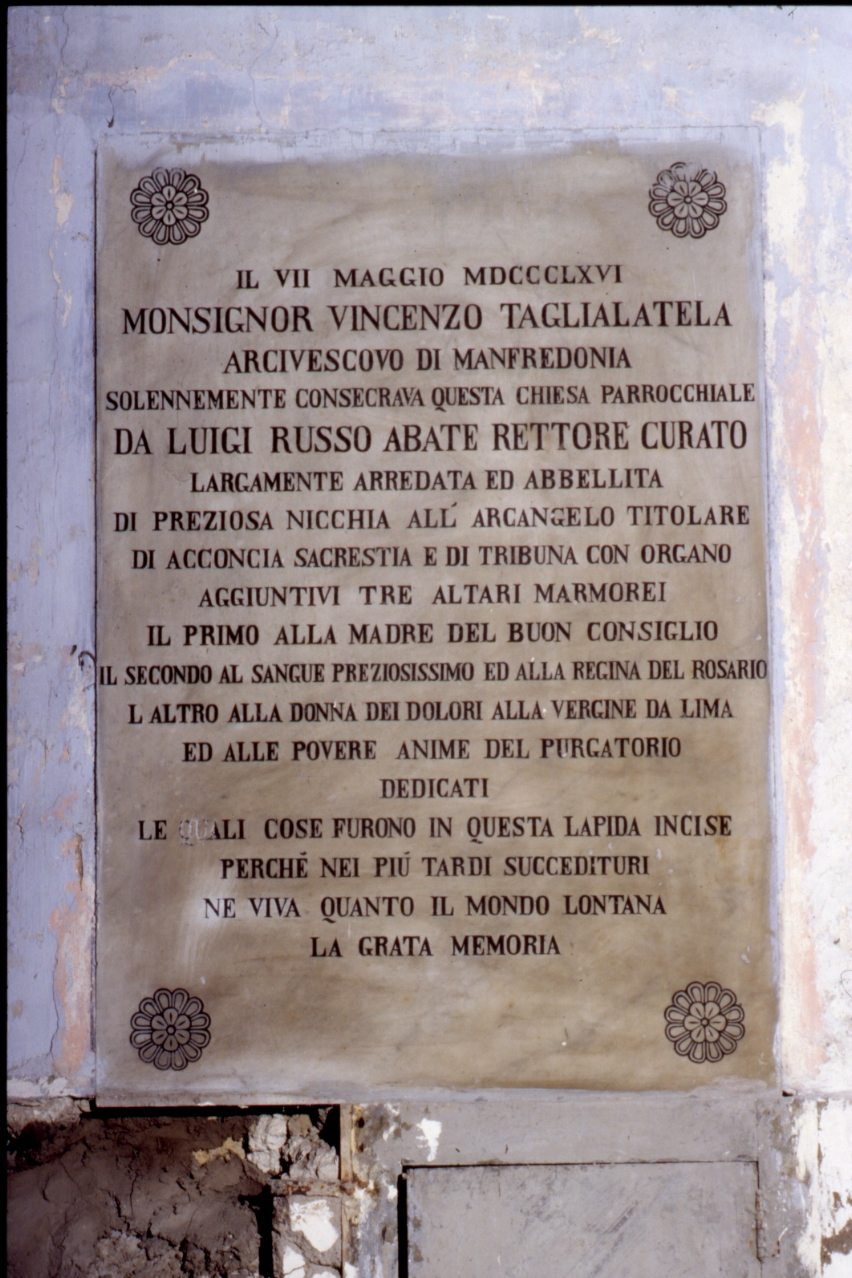 IL VII MAGGIO MDCCCLXVI
MONSIGNOR VINCENZO TAGLIALATELA
ARCIVESCOVO DI MANFREDONIA
SOLENNEMENTE CONSECRAVA QUESTA CHIESA PARROCCHIALE
DA LUIGI RUSSO ABATE RETTORE CURATO
LARGAMENTE ARREDATA ED ABBELLITA
DI PREZIOSA NICCHIA ALL' ARCANGELO TITOLARE
DI ACCONCIA SACRESTIA E DI TRIBUNA CON ORGANO
AGGIUNTIVI TRE ALTARI MARMOREI
IL PRIMO ALLA MADRE DEL BUON CONSIGLIO
IL SECONDO AL SANGUE PREZIOSISSIMO ED ALLA REGINA DEL ROSARIO
L ALTRO ALLA DONNA DEI DOLORI ALLA VERGINE DA LIMA
ED ALLE POVERE ANIME DEL PURGATORIO
DEDICATI
LE QUALI COSE FURONO IN QUESTA LAPIDA INCISE
PERCHÉ NEI PIÚ TARDI SUCCEDITURI
NE VIVA QUANTO IL MONDO LONTANA
LA GRATA MEMORIA